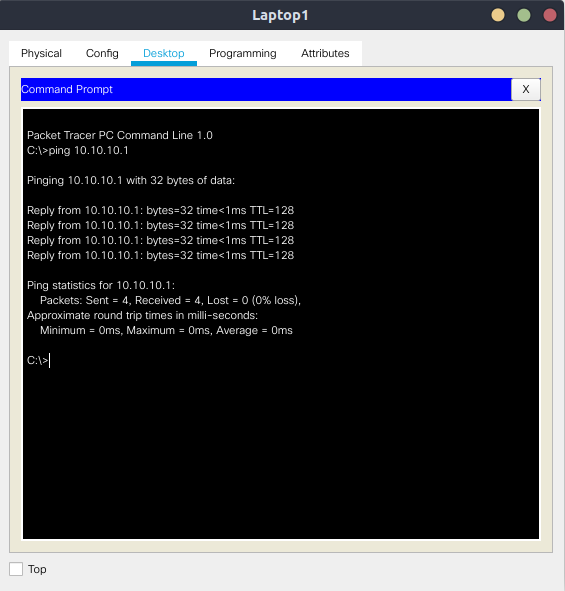 Laptop1
Physical Config Desktop Programming Attributes
Command Prompt X
Packet Tracer PC Command Line 1.0
C:\>ping 10.10.10.1
Pinging 10.10.10.1 with 32 bytes of data:
Reply from 10.10.10.1: bytes=32 time<1ms TTL=128
Reply from 10.10.10.1: bytes=32 time<1ms TTL=128
Reply from 10.10.10.1: bytes=32 time<1ms TTL=128
Reply from 10.10.10.1: bytes=32 time<1ms TTL=128
Ping statistics for 10.10.10.1:
Packets: Sent = 4, Received = 4, Lost = 0 (0% loss),
Approximate round trip times in milli-seconds:
Minimum = 0ms, Maximum = 0ms, Average = 0ms
C:\>
Top